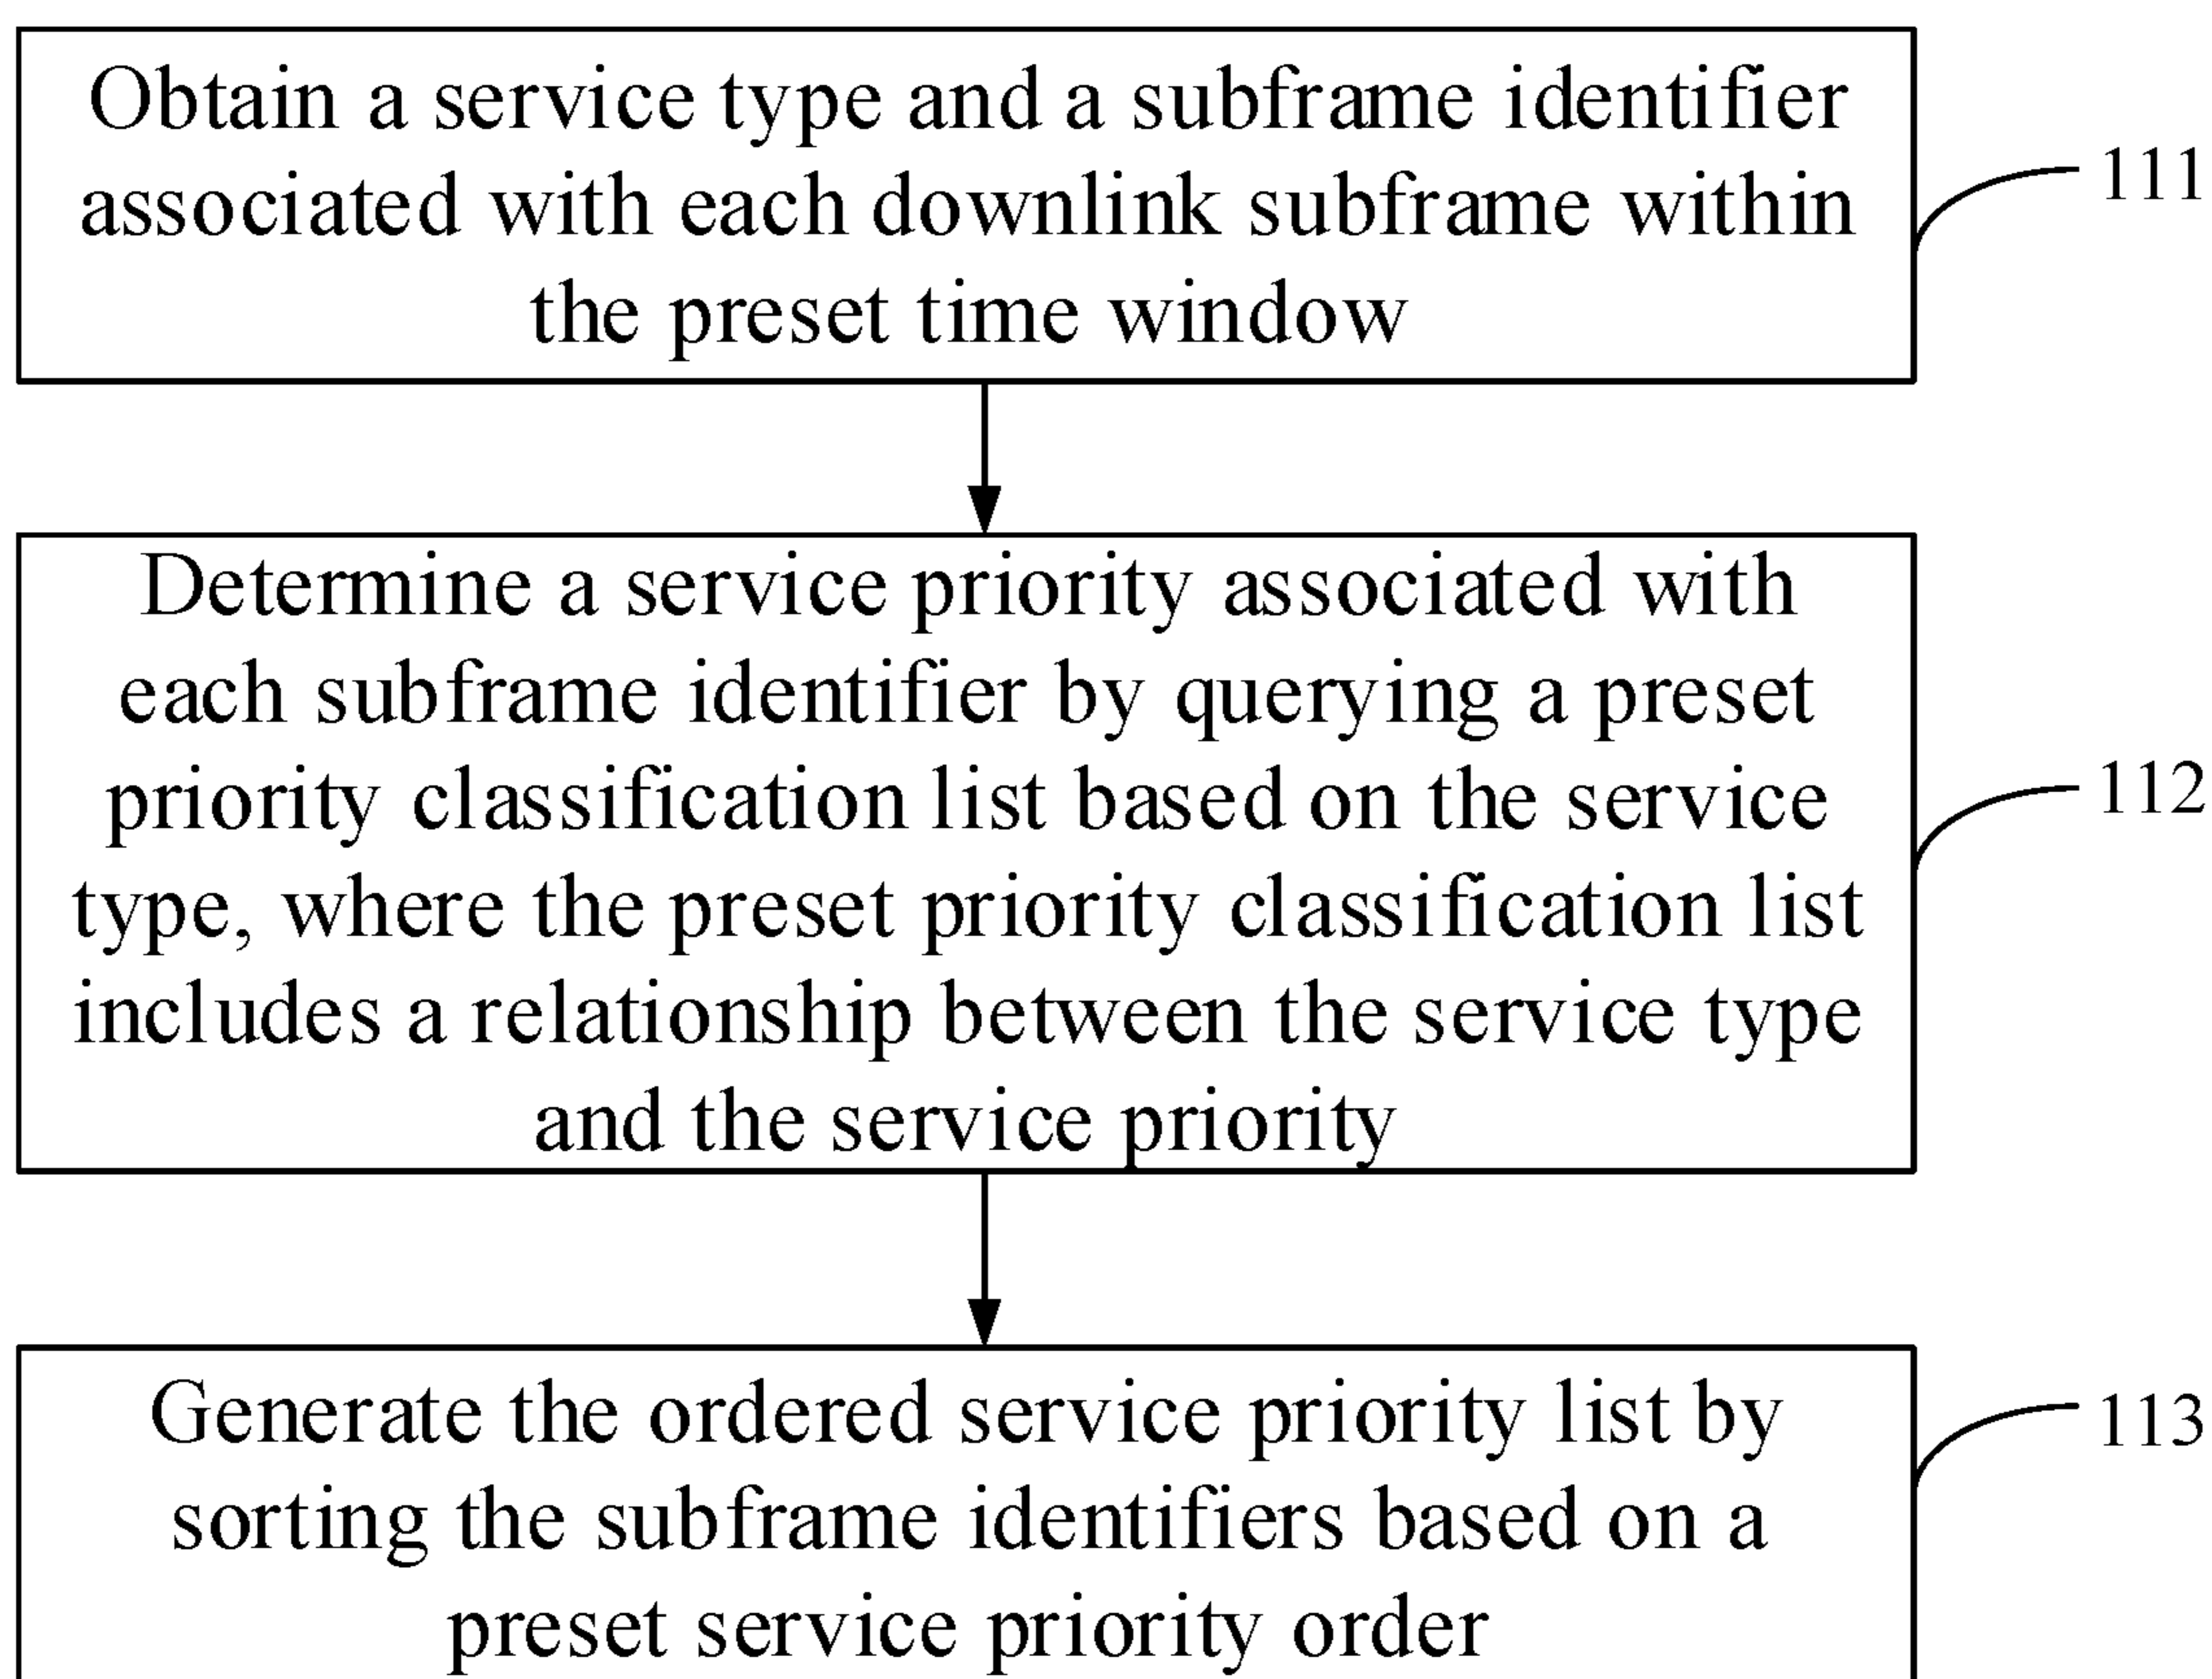 Obtain a service type and a subframe identifier
associated with each downlink subframe within
the preset time window
111
Determine a service priority associated with
each subframe identifier by querying a preset
priority classification list based on the service
type, where the preset priority classification list
includes a relationship between the service type
and the service priority
112
Generate the ordered service priority list by
sorting the subframe identifiers based on a
preset service priority order
113